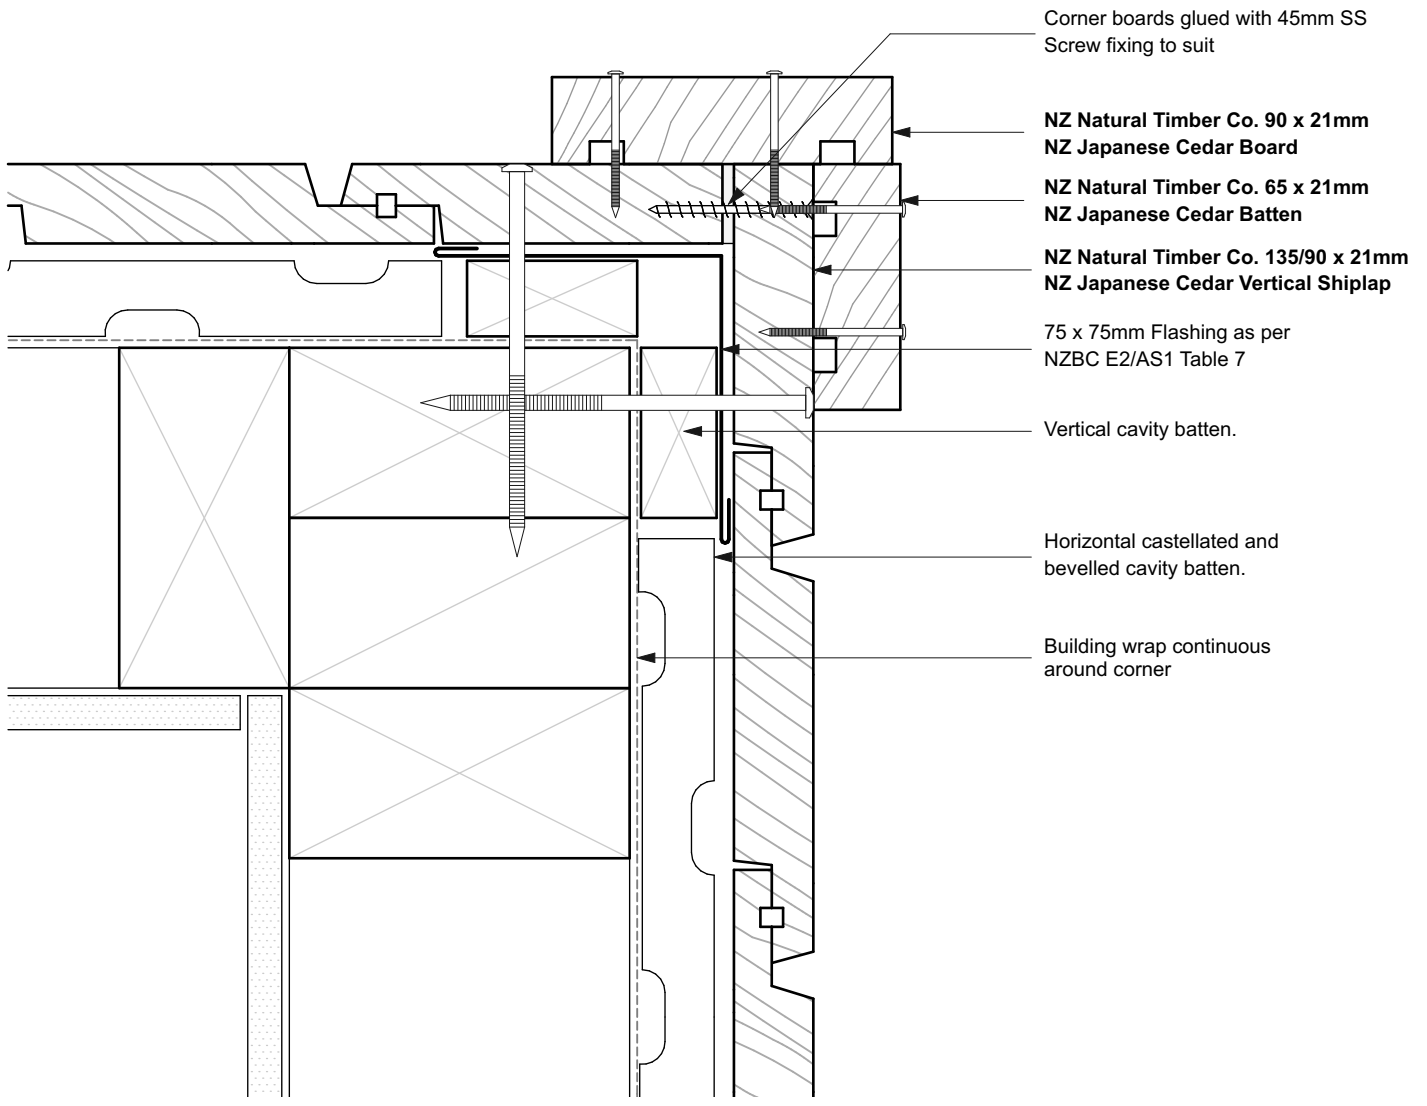 Corner boards glued with 45mm SS
Screw fixing to suit
NZ Natural Timber Co. 90 x 21mm
NZ Japanese Cedar Board
NZ Natural Timber Co. 65 x 21mm
NZ Japanese Cedar Batten
NZ Natural Timber Co. 135/90 x 21mm
NZ Japanese Cedar Vertical Shiplap
75 x 75mm Flashing as per
NZBC E2/AS1 Table 7
Vertical cavity batten.
Horizontal castellated and
bevelled cavity batten.
Building wrap continuous
around corner